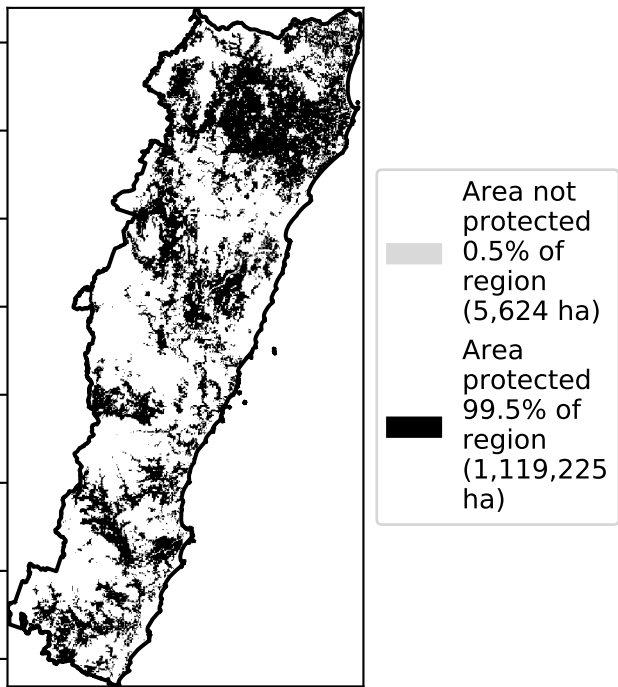 Area not
protected
0.5% of
region
(5,624 ha)
Area
protected
99.5% of
region
(1,119,225
ha)